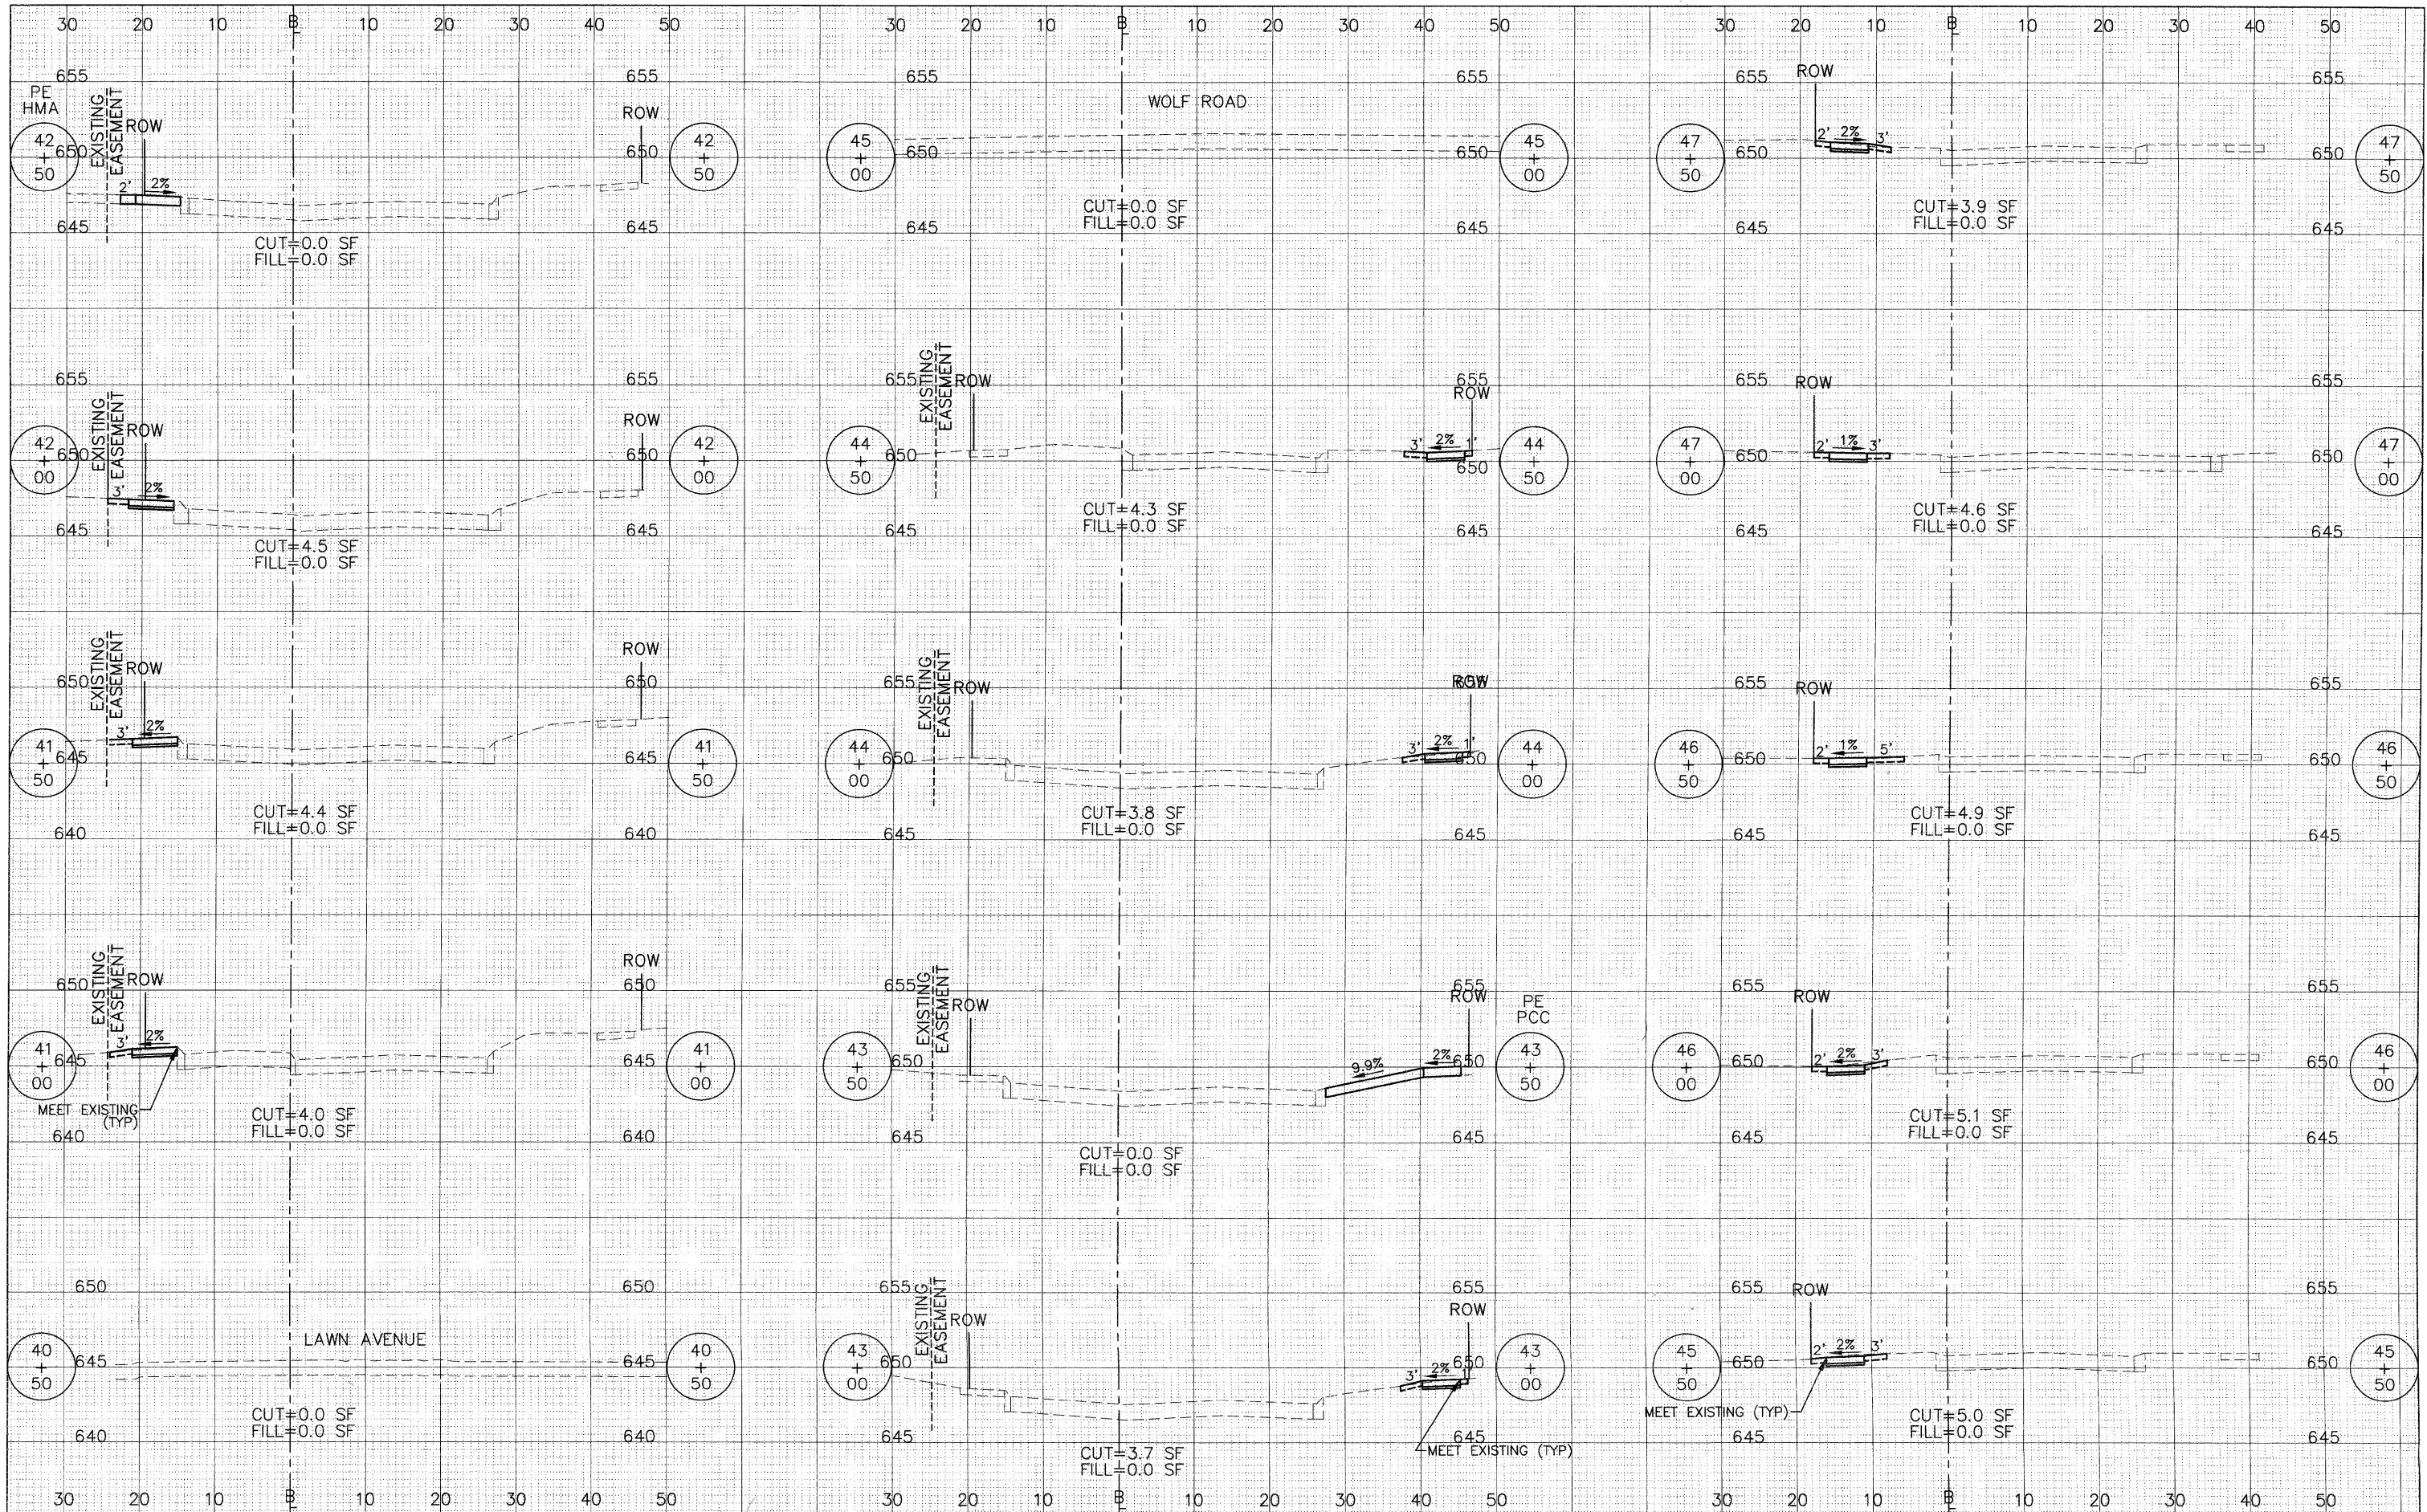 30 20 10 B 10 20 30 40 50 30 20 10 B 10 20 30 40 50 30 20 10 B 10 20 30 40 50
PE
HMA
42
+
50
655
650
645
EXISTING
EASEMENT
ROW
2'
2%
CUT=0.0 SF
FILL=0.0 SF
ROW
655
650
645
42
+
50
42
+
00
650
645
655
EXISTING
EASEMENT
ROW
3'
2%
CUT=4.5 SF
FILL=0.0 SF
ROW
655
650
645
42
+
00
41
+
50
650
645
640
EXISTING
EASEMENT
ROW
3'
2%
CUT=4.4 SF
FILL=0.0 SF
ROW
650
645
640
41
+
50
41
+
00
650
645
640
EXISTING
EASEMENT
ROW
3'
2%
MEET EXISTING
(TYP)
CUT=4.0 SF
FILL=0.0 SF
ROW
650
645
640
41
+
00
40
+
50
650
645
640
LAWN AVENUE
CUT=0.0 SF
FILL=0.0 SF
650
645
640
40
+
50
45
+
00
655
650
645
WOLF ROAD
CUT=0.0 SF
FILL=0.0 SF
655
650
645
45
+
00
44
+
50
655
650
645
EXISTING
EASEMENT
ROW
CUT=4.3 SF
FILL=0.0 SF
655
ROW
3'
2%
1'
650
645
44
+
50
44
+
00
655
650
645
EXISTING
EASEMENT
ROW
CUT=3.8 SF
FILL=0.0 SF
ROW
655
3'
2%
1'
650
645
44
+
00
43
+
50
655
650
645
EXISTING
EASEMENT
ROW
CUT=0.0 SF
FILL=0.0 SF
9.9%
2%
655
ROW
650
645
PE
PCC
43
+
50
43
+
00
655
650
645
EXISTING
EASEMENT
ROW
CUT=3.7 SF
FILL=0.0 SF
655
ROW
3'
2%
1'
650
645
MEET EXISTING (TYP)
43
+
00
47
+
50
655
650
645
ROW
2'
2%
3'
CUT=3.9 SF
FILL=0.0 SF
655
650
645
47
+
50
47
+
00
655
650
645
ROW
2'
1%
3'
CUT=4.6 SF
FILL=0.0 SF
655
650
645
47
+
00
46
+
50
655
650
645
ROW
2'
1%
5'
CUT=4.9 SF
FILL=0.0 SF
655
650
645
46
+
50
46
+
00
655
650
645
ROW
2'
2%
3'
CUT=5.1 SF
FILL=0.0 SF
655
650
645
46
+
00
45
+
50
655
650
645
ROW
2'
2%
3'
MEET EXISTING (TYP)
CUT=5.0 SF
FILL=0.0 SF
655
650
645
45
+
50
30 20 10 B 10 20 30 40 50 30 20 10 B 10 20 30 40 50 30 20 10 B 10 20 30 40 50